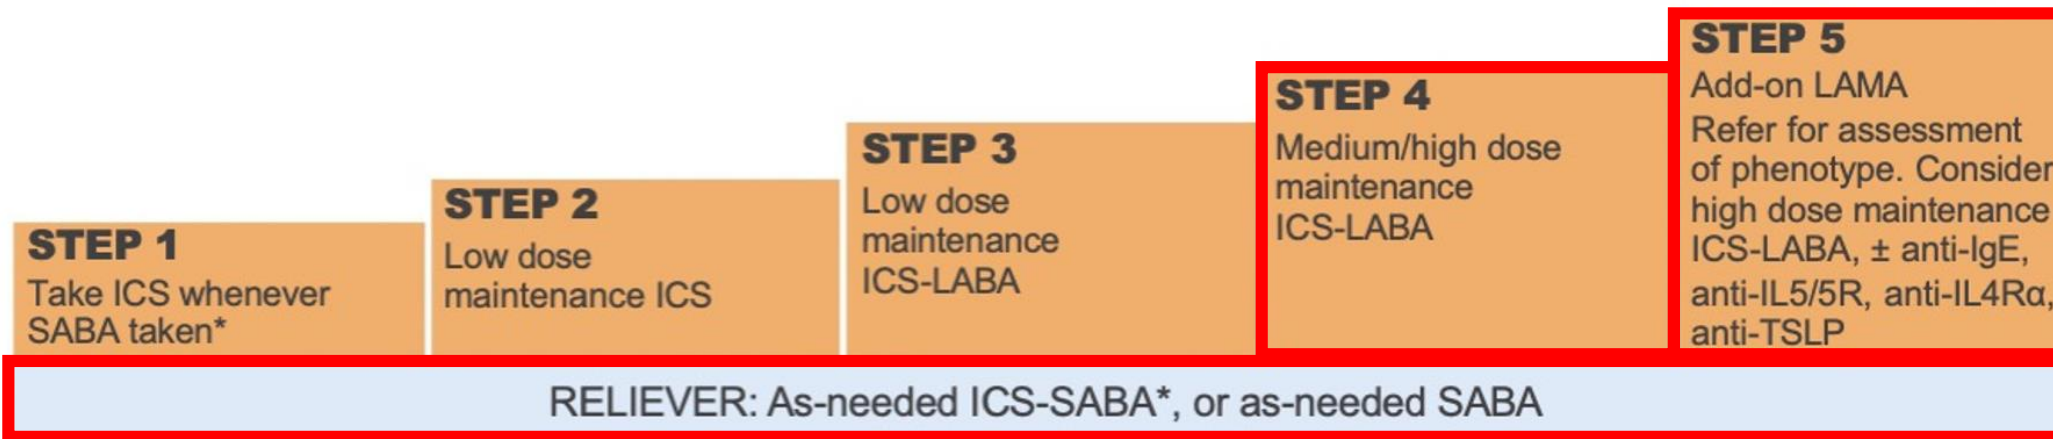 STEP 1
Take ICS whenever
SABA taken*
STEP 2
Low dose
maintenance ICS
STEP 3
Low dose
maintenance
ICS-LABA
STEP 4
Medium/high dose
maintenance
ICS-LABA
STEP 5
Add-on LAMA
Refer for assessment
of phenotype. Consider
high dose maintenance
ICS-LABA, ± anti-IgE,
anti-IL5/5R, anti-IL4Rα,
anti-TSLP
RELIEVER: As-needed ICS-SABA*, or as-needed SABA